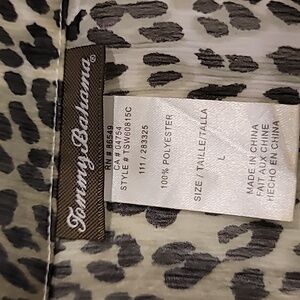 Tommy Bahama®
RN # 86549
CA # 04754
STYLE # TSW60815C
111 / 283325
100% POLYESTER
SIZE / TAILLE/TALLA
L
MADE IN CHINA
FAIT AUX CHINE
HECHO EN CHINA